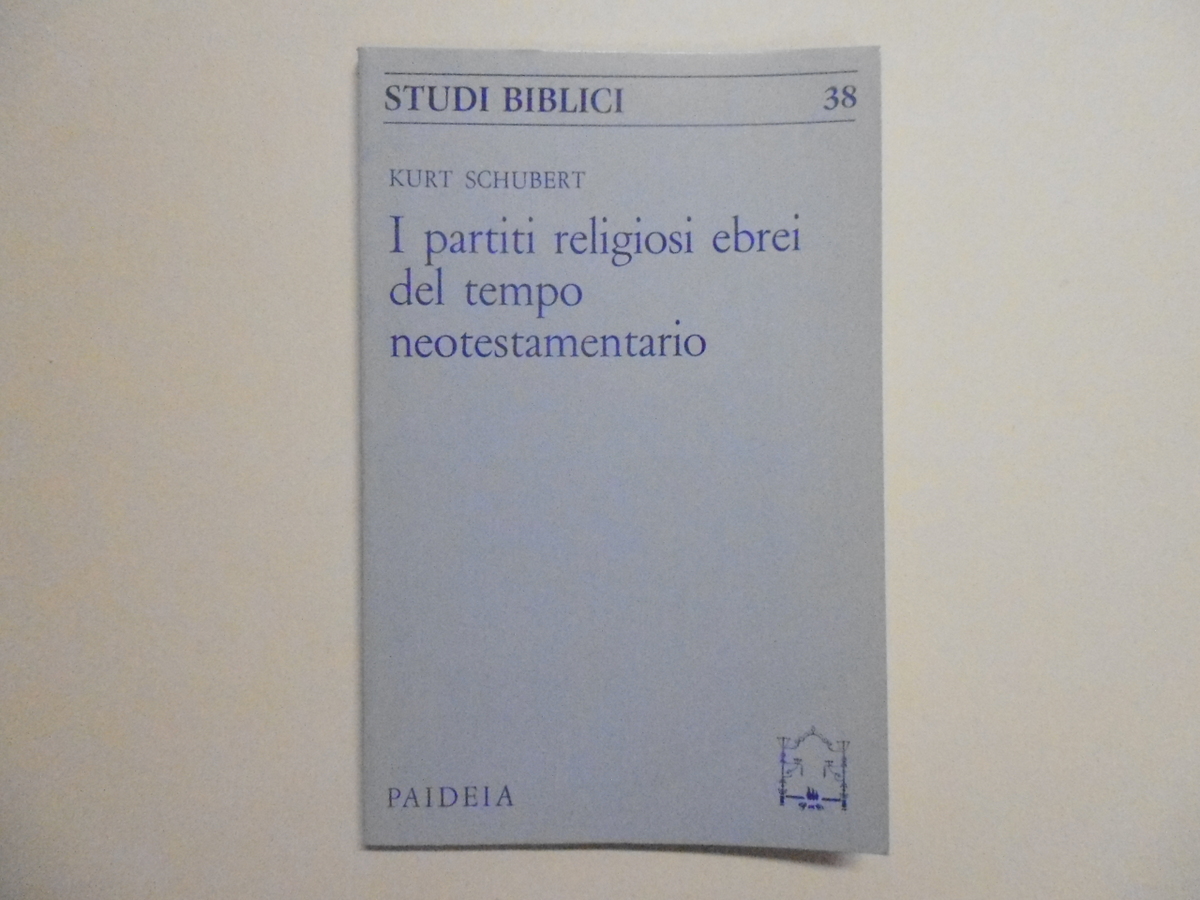 STUDI BIBLICI 38
KURT SCHUBERT
I partiti religiosi ebrei
del tempo
neotestamentario
PAIDEIA